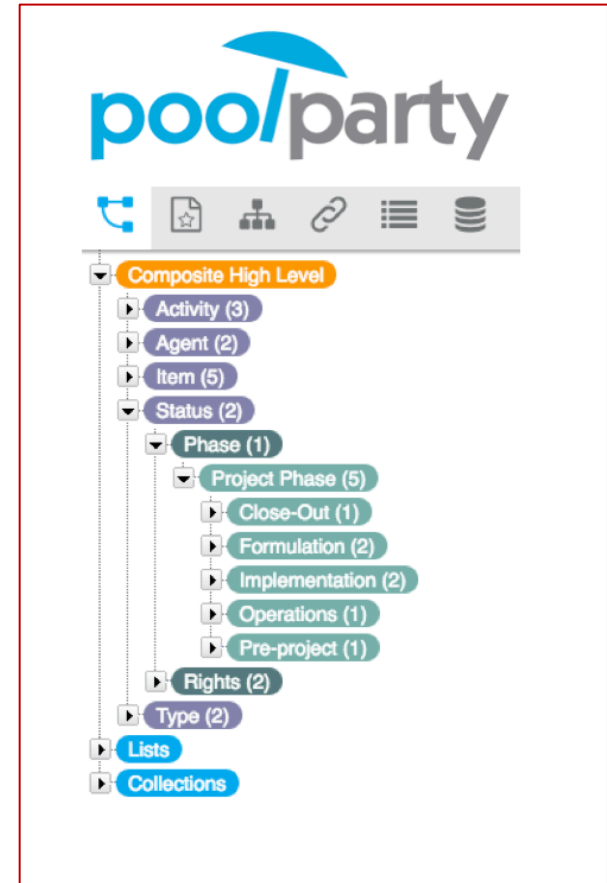 poolparty
Composite High Level
Activity (3)
Agent (2)
Item (5)
Status (2)
Phase (1)
Project Phase (5)
Close-Out (1)
Formulation (2)
Implementation (2)
Operations (1)
Pre-project (1)
Rights (2)
Type (2)
Lists
Collections